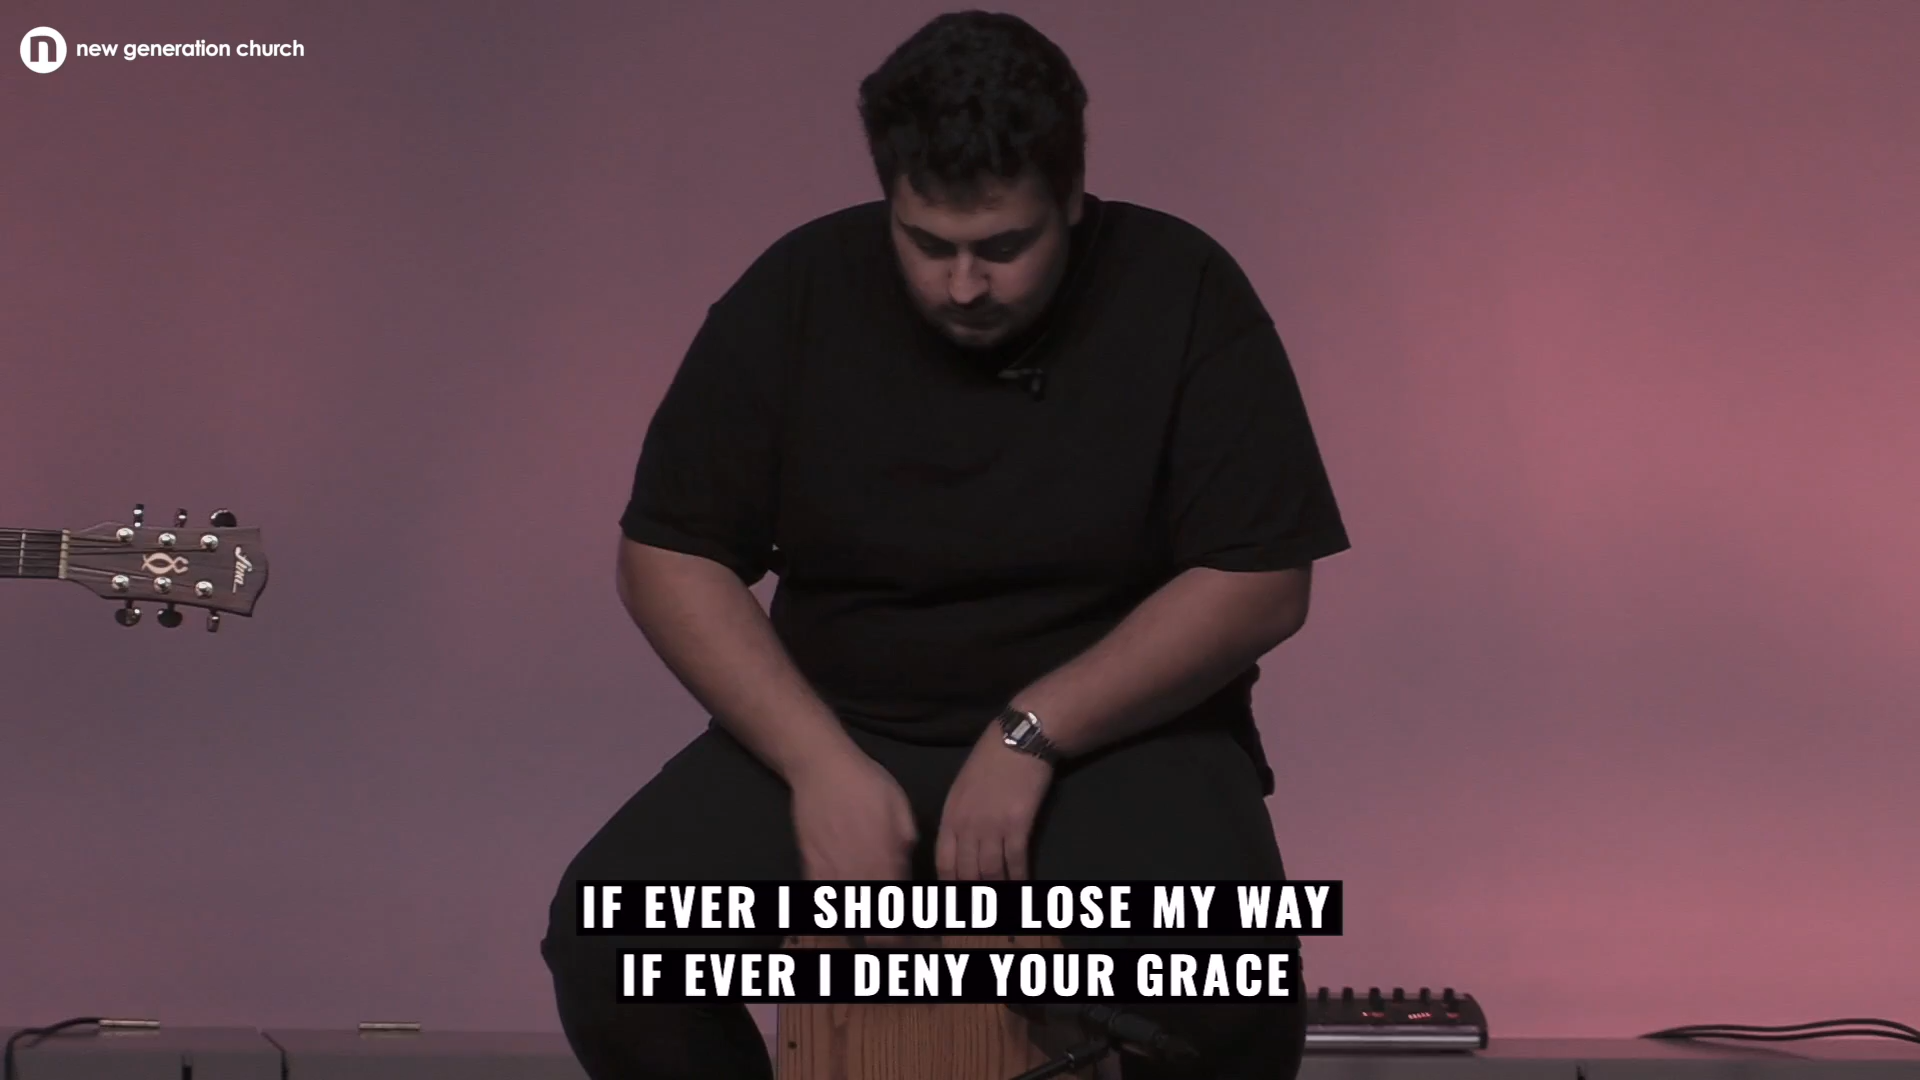 new generation church
IF EVER I SHOULD LOSE MY WAY
IF EVER I DENY YOUR GRACE